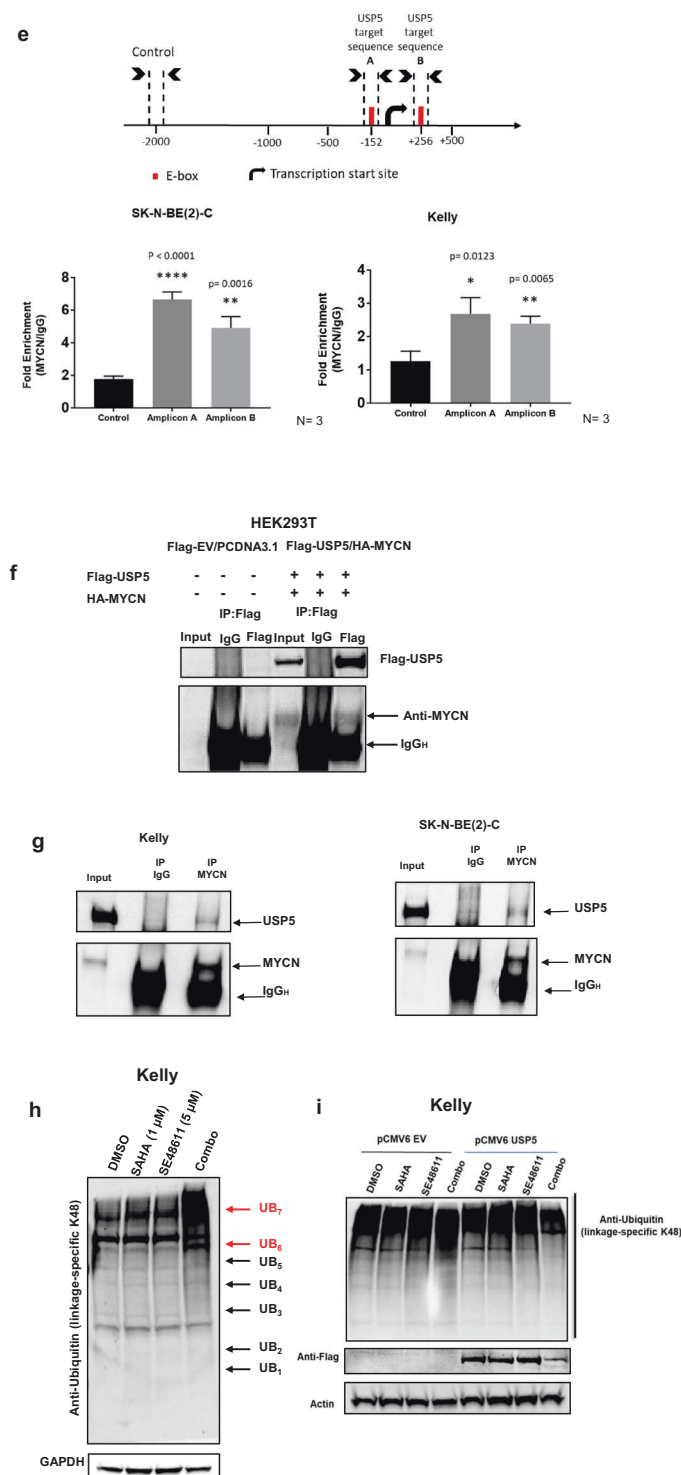 e
USP5
target
sequence
A
USP5
target
sequence
B
Control
-2000
-1000
-500
-152
+256
+500
E-box
Transcription start site
SK-N-BE(2)-C
Fold Enrichment
(MYCN/IgG)
8
6
4
2
0
P < 0.0001
****
p= 0.0016
**
Control
Amplicon A
Amplicon B
N= 3
Kelly
Fold Enrichment
(MYCN/IgG)
4
3
2
1
0
p= 0.0123
*
p= 0.0065
**
Control
Amplicon A
Amplicon B
N= 3
f
HEK293T
Flag-EV/PCDNA3.1 Flag-USP5/HA-MYCN
Flag-USP5 - - - + + +
HA-MYCN - - - + + +
IP:Flag IP:Flag
Input IgG Flag Input IgG Flag
Flag-USP5
Anti-MYCN
IgGH
g
Kelly
Input
IP
IgG
IP
MYCN
USP5
MYCN
IgGH
SK-N-BE(2)-C
Input
IP
IgG
IP
MYCN
USP5
MYCN
IgGH
h
Kelly
DMSO
SAHA (1 µM)
SE48611 (5 µM)
Combo
Anti-Ubiquitin (linkage-specific K48)
UB7
UB6
UB5
UB4
UB3
UB2
UB1
GAPDH
i
Kelly
pCMV6 EV
pCMV6 USP5
DMSO
SAHA
SE48611
Combo
DMSO
SAHA
SE48611
Combo
Anti-Ubiquitin
(linkage-specific K48)
Anti-Flag
Actin